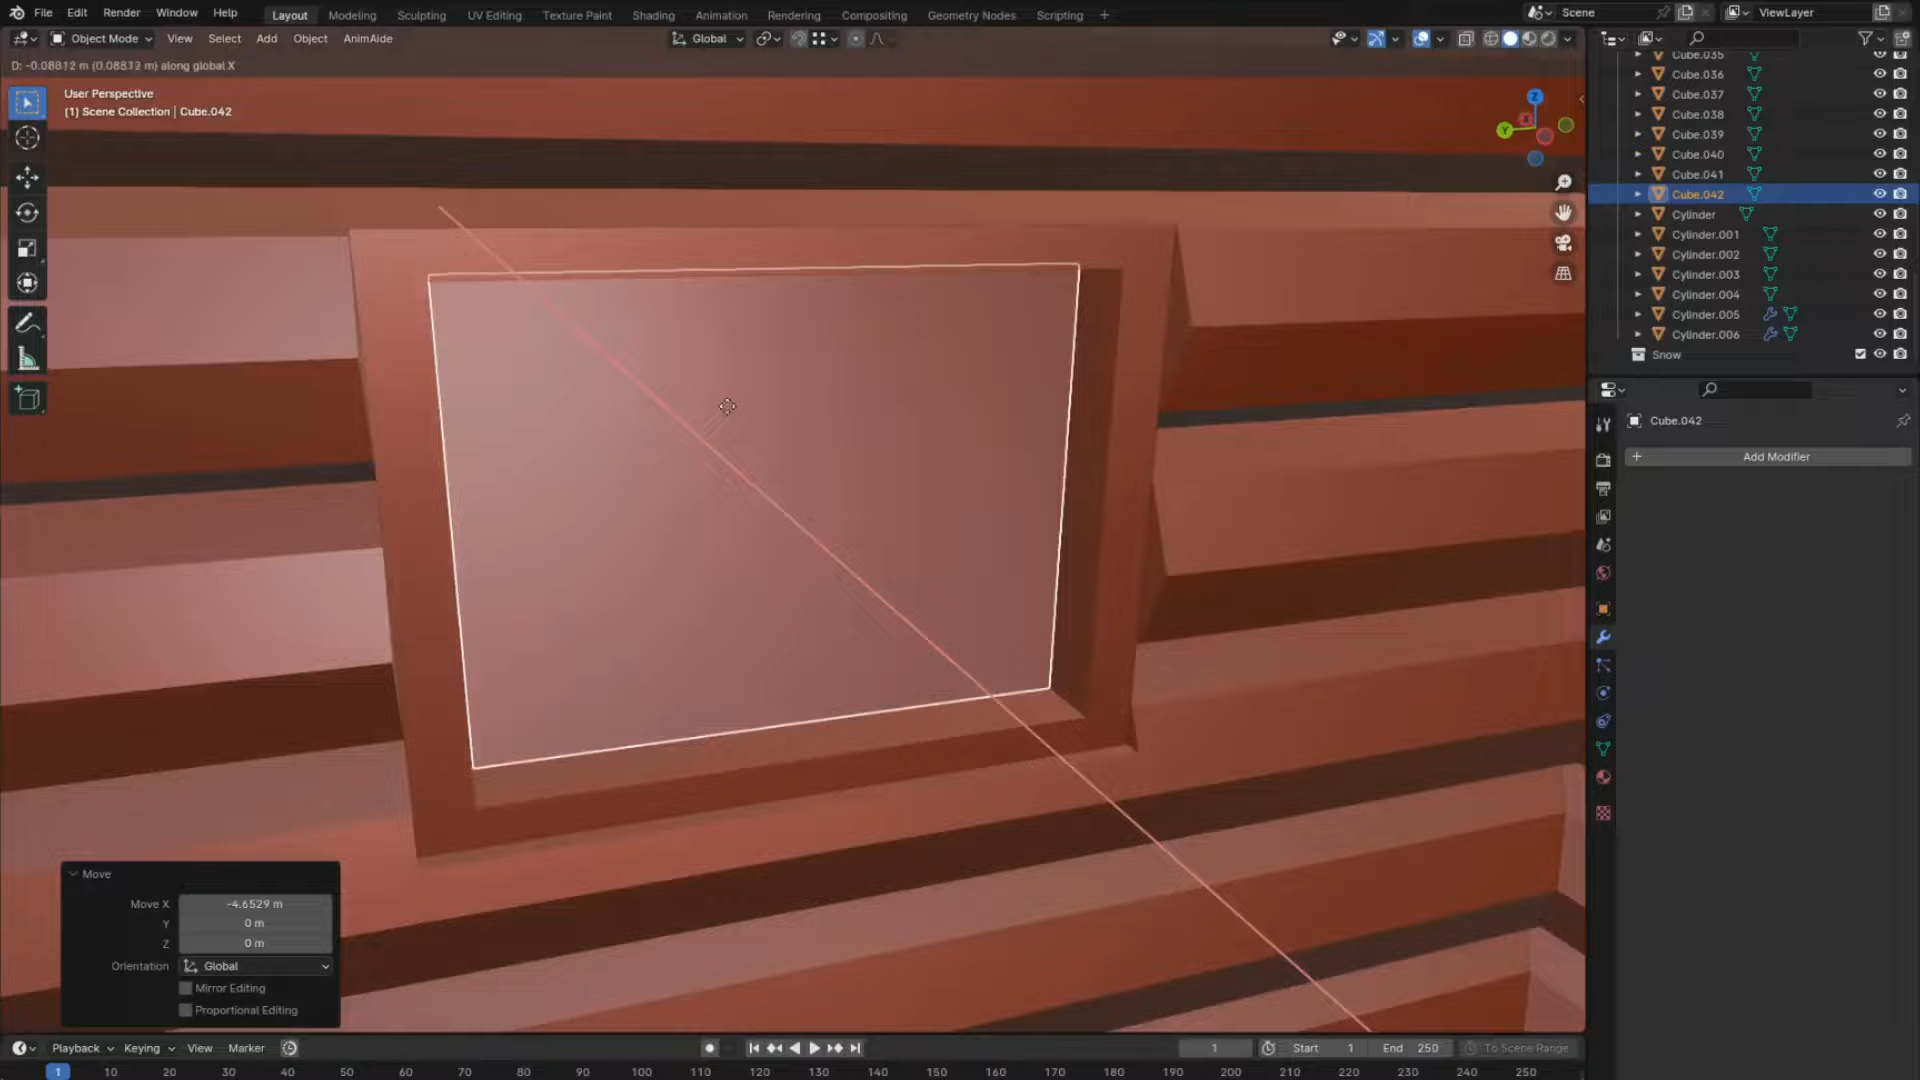 File Edit Render Window Help Layout Modeling Sculpting UV Editing Texture Paint Shading Animation Rendering Compositing Geometry Nodes Scripting + Scene ViewLayer
Object Mode View Select Add Object AnimAide Global
D: -0.08812 m (0.08812 m) along global X
User Perspective
(1) Scene Collection | Cube.042
Z
Y
X
Cube.035
Cube.036
Cube.037
Cube.038
Cube.039
Cube.040
Cube.041
Cube.042
Cylinder
Cylinder.001
Cylinder.002
Cylinder.003
Cylinder.004
Cylinder.005
Cylinder.006
Snow
Cube.042
+ Add Modifier
Move
Move X -4.6529 m
Y 0 m
Z 0 m
Orientation Global
Mirror Editing
Proportional Editing
Playback Keying View Marker 1 Start 1 End 250 To Scene Range
1 10 20 30 40 50 60 70 80 90 100 110 120 130 140 150 160 170 180 190 200 210 220 230 240 250